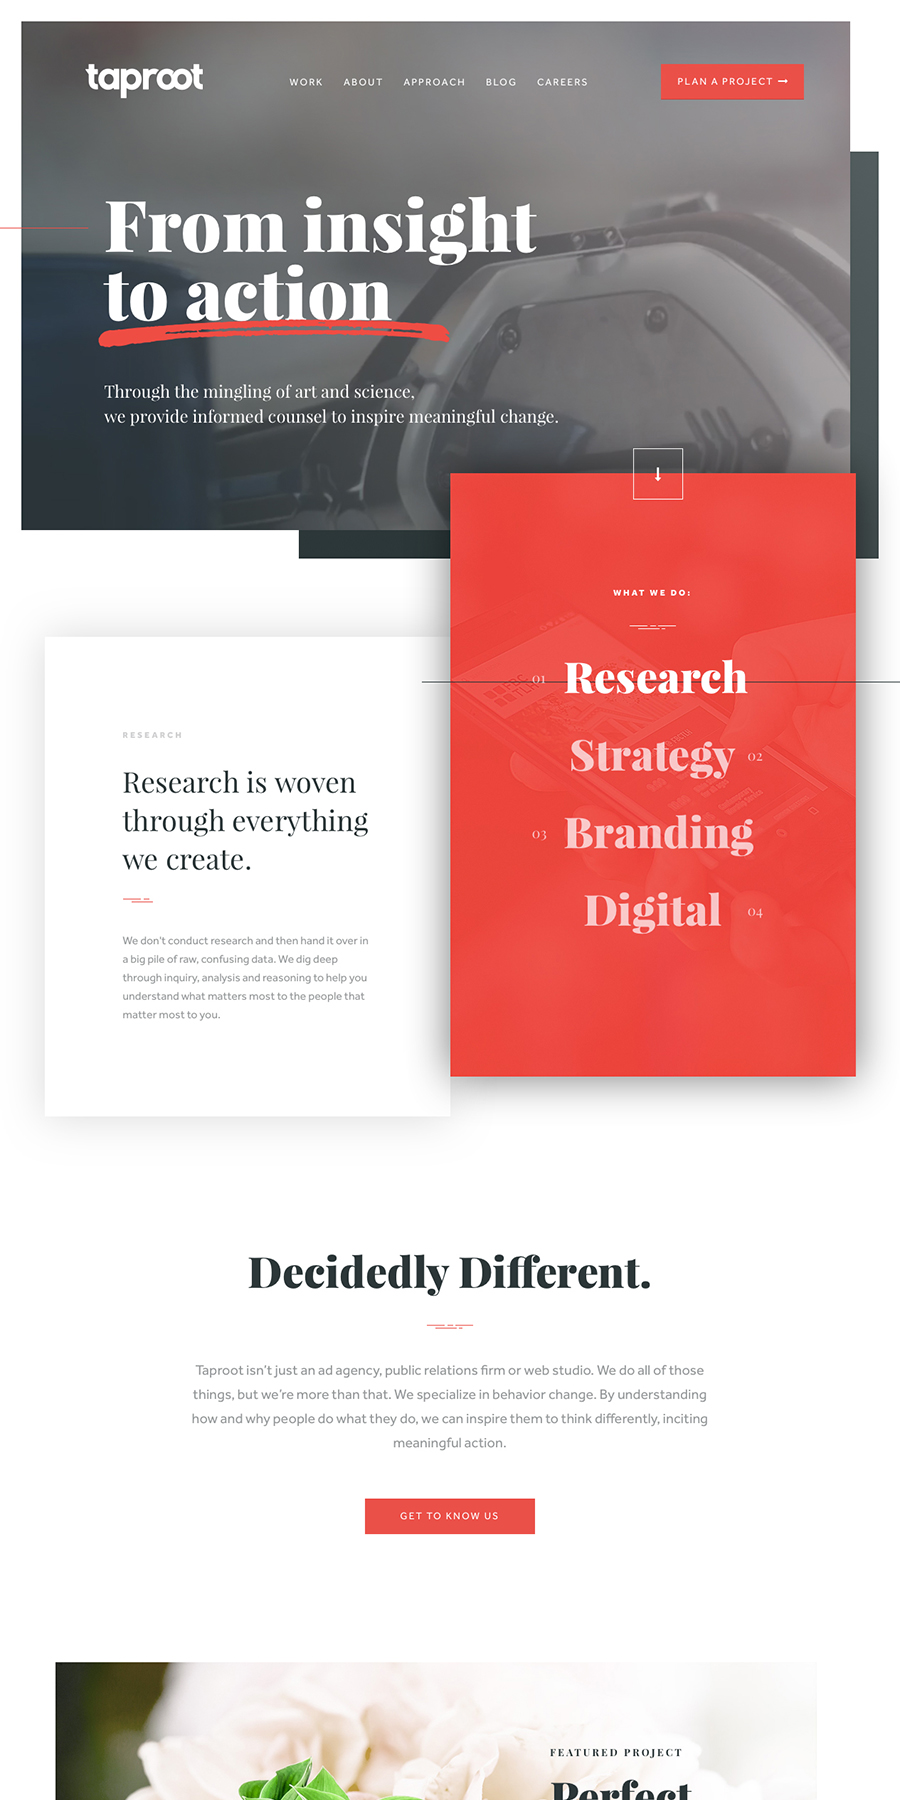 taproot
WORK ABOUT APPROACH BLOG CAREERS
PLAN A PROJECT
From insight
to action
Through the mingling of art and science,
we provide informed counsel to inspire meaningful change.
WHAT WE DO:
01 Research
Strategy 02
03 Branding
Digital 04
RESEARCH
Research is woven
through everything
we create.
We don't conduct research and then hand it over in
a big pile of raw, confusing data. We dig deep
through inquiry, analysis and reasoning to help you
understand what matters most to the people that
matter most to you.
Decidedly Different.
Taproot isn’t just an ad agency, public relations firm or web studio. We do all of those
things, but we’re more than that. We specialize in behavior change. By understanding
how and why people do what they do, we can inspire them to think differently, inciting
meaningful action.
GET TO KNOW US
FEATURED PROJECT
Perfect